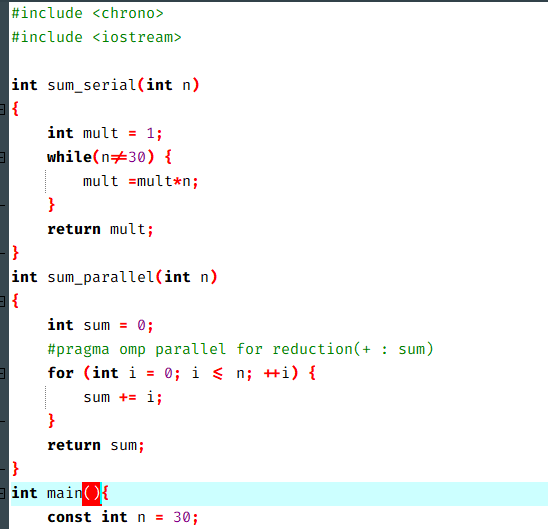 #include <chrono>
#include <iostream>
int sum_serial(int n)
{
    int mult = 1;
    while(n≠30) {
        mult =mult*n;
    }
    return mult;
}
int sum_parallel(int n)
{
    int sum = 0;
    #pragma omp parallel for reduction(+ : sum)
    for (int i = 0; i ⩽ n; ++i) {
        sum += i;
    }
    return sum;
}
int main(){
    const int n = 30;